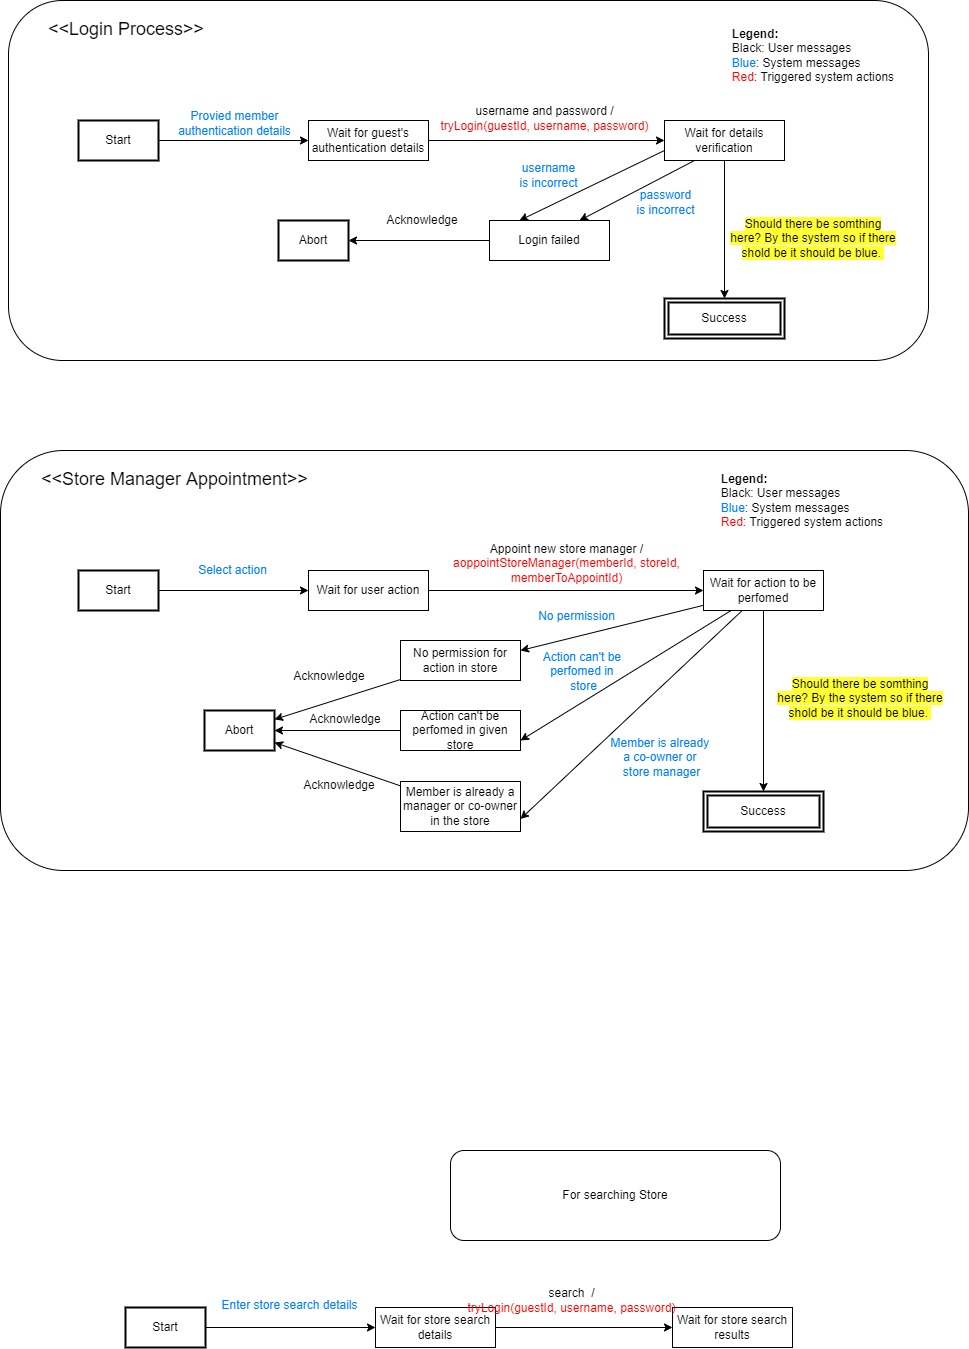 <<Login Process>>
Legend:
Black: User messages
Blue: System messages
Red: Triggered system actions
Start
Provied member
authentication details
Wait for guest's
authentication details
username and password /
tryLogin(guestId, username, password)
Wait for details
verification
username
is incorrect
password
is incorrect
Acknowledge
Abort
Login failed
Should there be somthing
here? By the system so if there
shold be it should be blue.
Success
<<Store Manager Appointment>>
Legend:
Black: User messages
Blue: System messages
Red: Triggered system actions
Start
Select action
Wait for user action
Appoint new store manager /
aoppointStoreManager(memberId, storeId,
memberToAppointId)
Wait for action to be
perfomed
No permission
No permission for
action in store
Action can't be
perfomed in
store
Acknowledge
Abort
Acknowledge
Action can't be
perfomed in given
store
Member is already
a co-owner or
store manager
Acknowledge
Member is already a
manager or co-owner
in the store
Should there be somthing
here? By the system so if there
shold be it should be blue.
Success
For searching Store
Start
Enter store search details
Wait for store search
details
search /
tryLogin(guestId, username, password)
Wait for store search
results